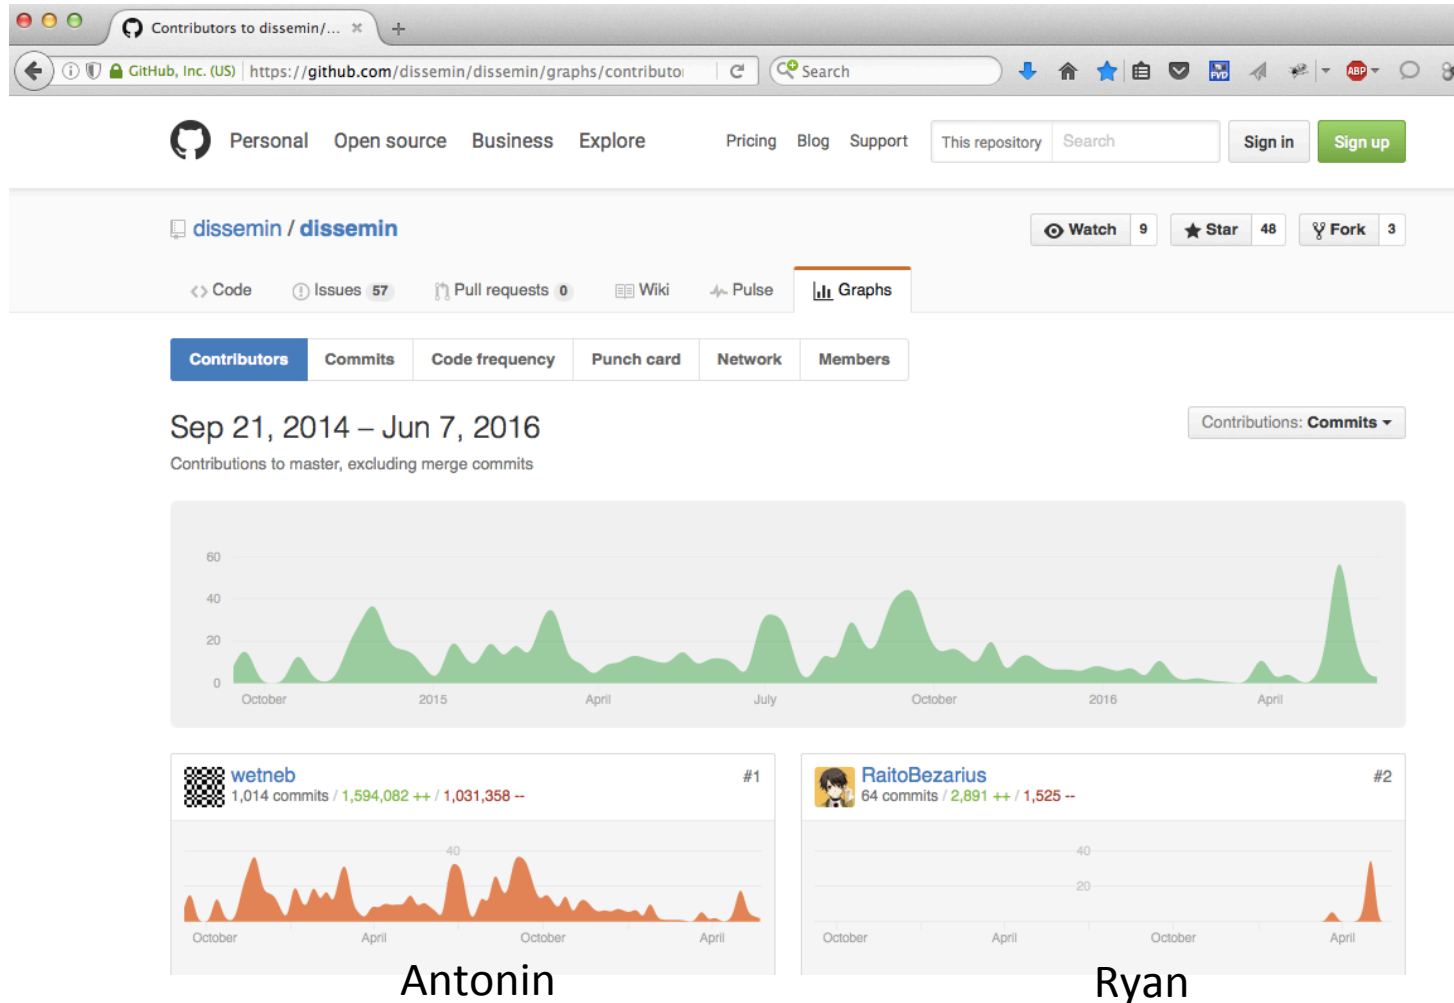 Contributors to dissemin/... × +
GitHub, Inc. (US) https://github.com/dissemin/dissemin/graphs/contributo Search ABP
Personal Open source Business Explore Pricing Blog Support This repository Search Sign in Sign up
dissemin / dissemin Watch 9 Star 48 Fork 3
Code Issues 57 Pull requests 0 Wiki Pulse Graphs
Contributors Commits Code frequency Punch card Network Members
Sep 21, 2014 – Jun 7, 2016 Contributions: Commits
Contributions to master, excluding merge commits
60
40
20
0
October 2015 April July October 2016 April
wetneb #1
1,014 commits / 1,594,082 ++ / 1,031,358 --
40
October April October April
RaitoBezarius #2
64 commits / 2,891 ++ / 1,525 --
40
20
October April October April
Antonin Ryan